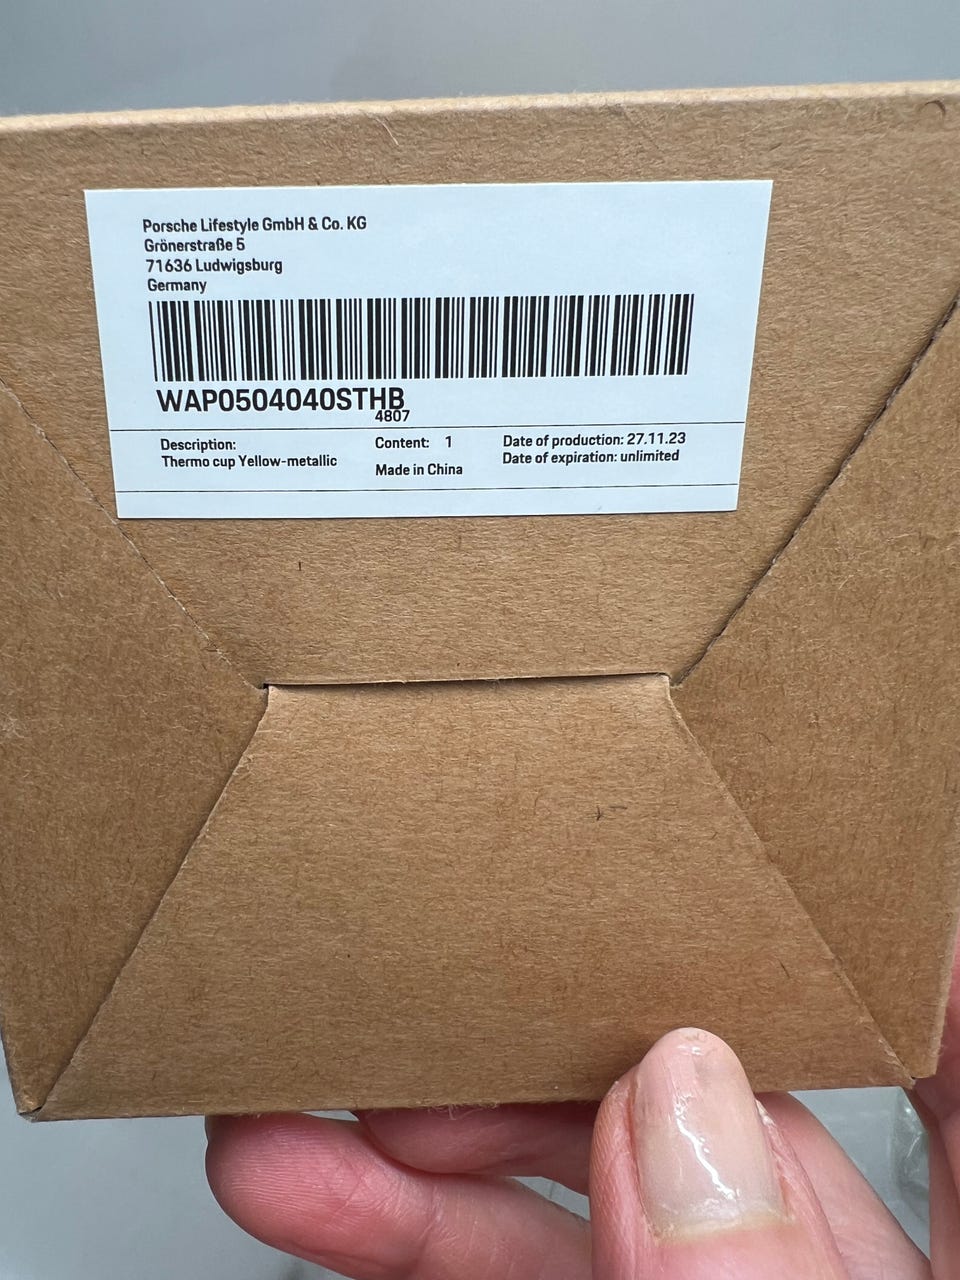 Porsche Lifestyle GmbH & Co. KG
Grönerstraße 5
71636 Ludwigsburg
Germany
WAP0504040STHB
4807
Description:
Thermo cup Yellow-metallic
Content: 1
Made in China
Date of production: 27.11.23
Date of expiration: unlimited